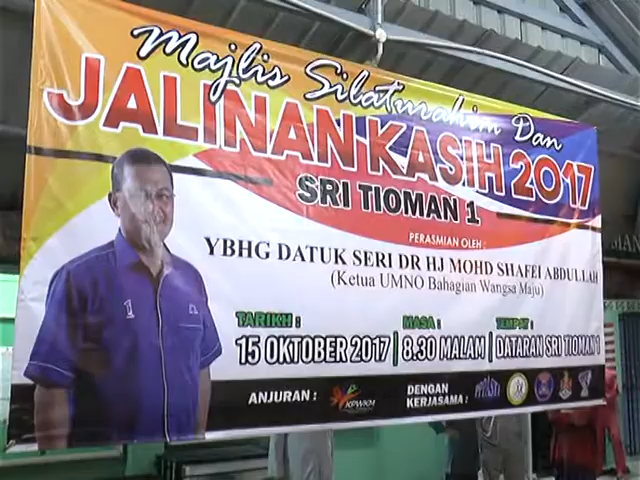 Majlis Silaturahim Dan
JALINAN KASIH 2017
SRI TIOMAN 1
PERASMIAN OLEH :
YBHG DATUK SERI DR HJ MOHD SHAFEI ABDULLAH
(Ketua UMNO Bahagian Wangsa Maju)
TARIKH : MASA : TEMPAT :
15 OKTOBER 2017 8.30 MALAM DATARAN SRI TIOMAN 1
ANJURAN : KPWKM DENGAN KERJASAMA :